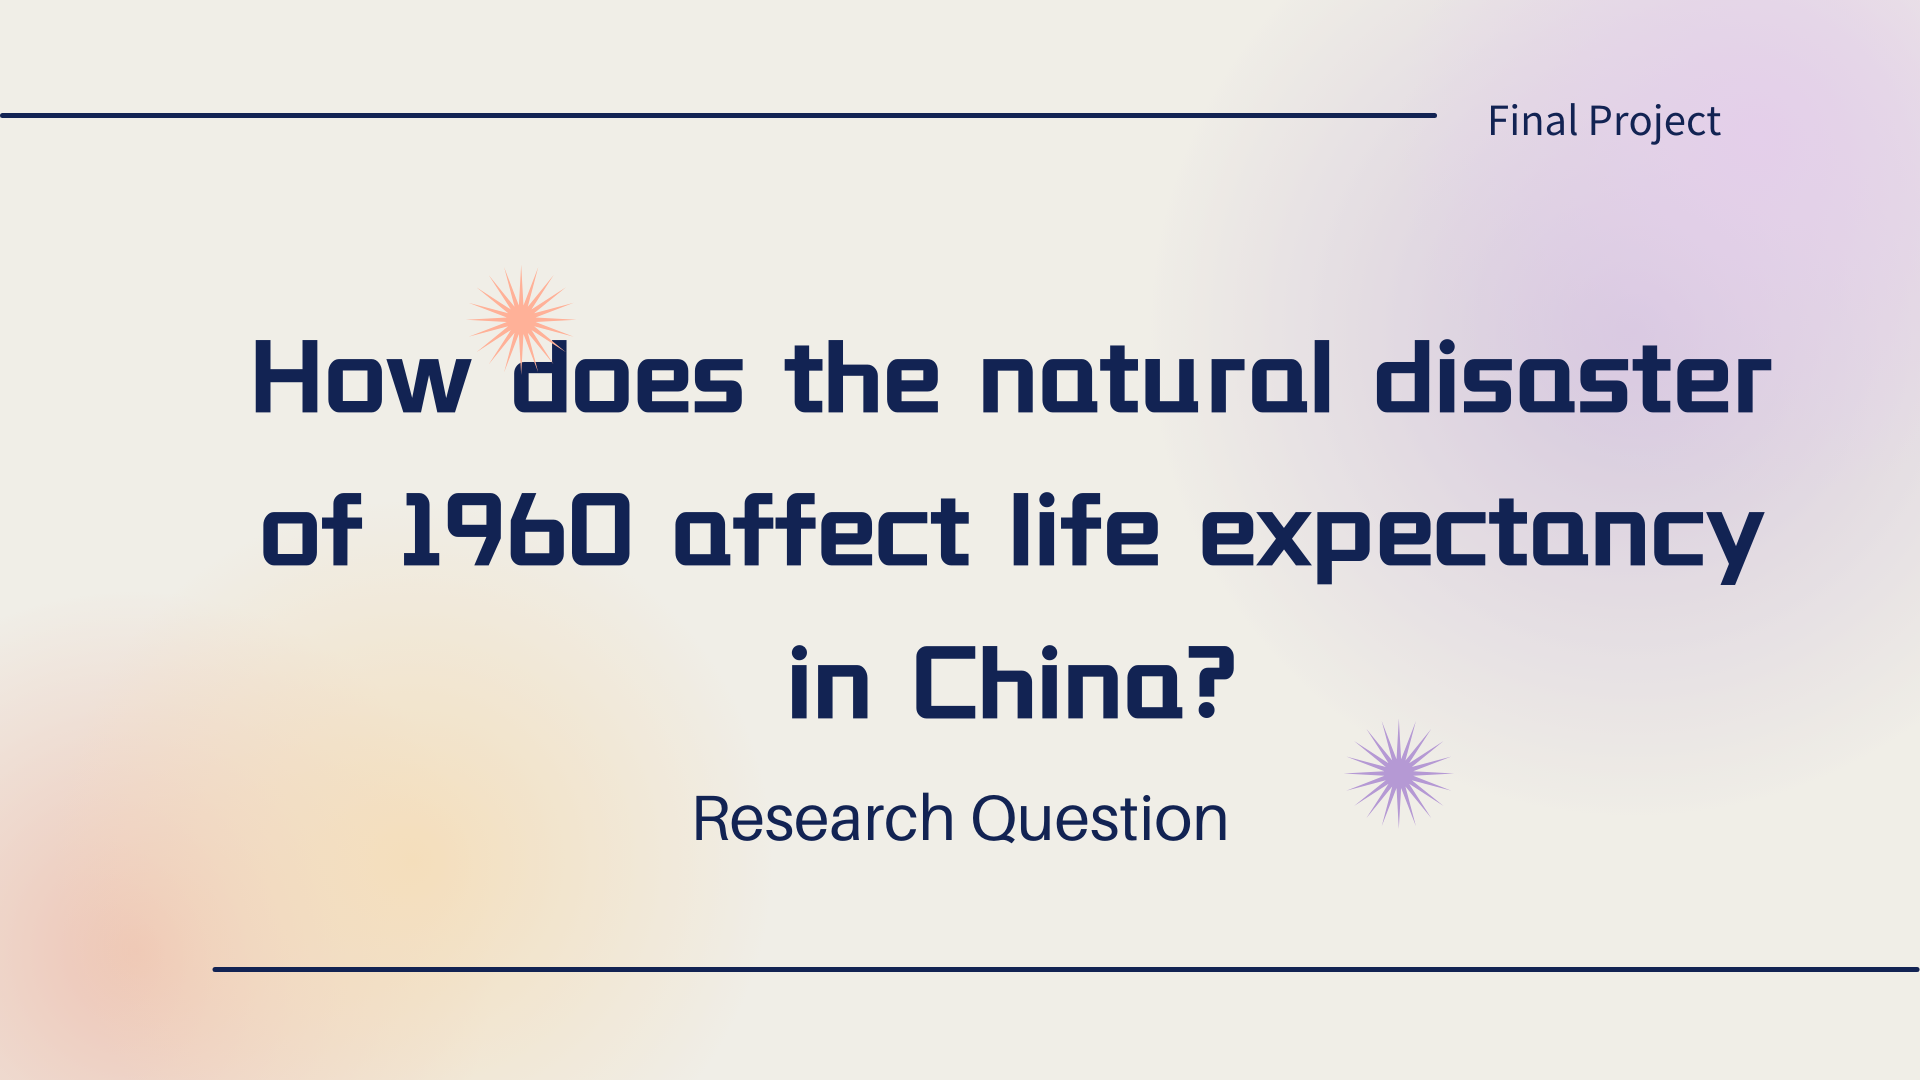 Final Project
How does the natural disaster
of 1960 affect life expectancy
in China?
Research Question